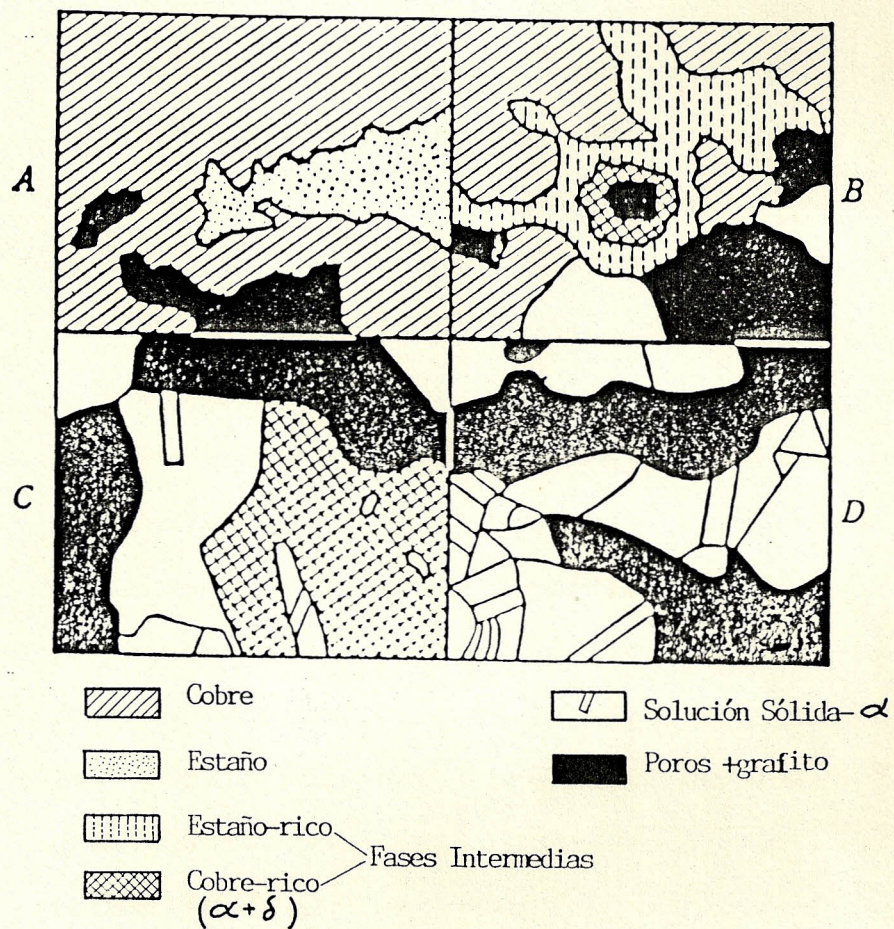 A
B
C
D
Cobre
Estaño
Estaño-rico
Cobre-rico
(α+δ)
Fases Intermedias
Solución Sólida-α
Poros +grafito